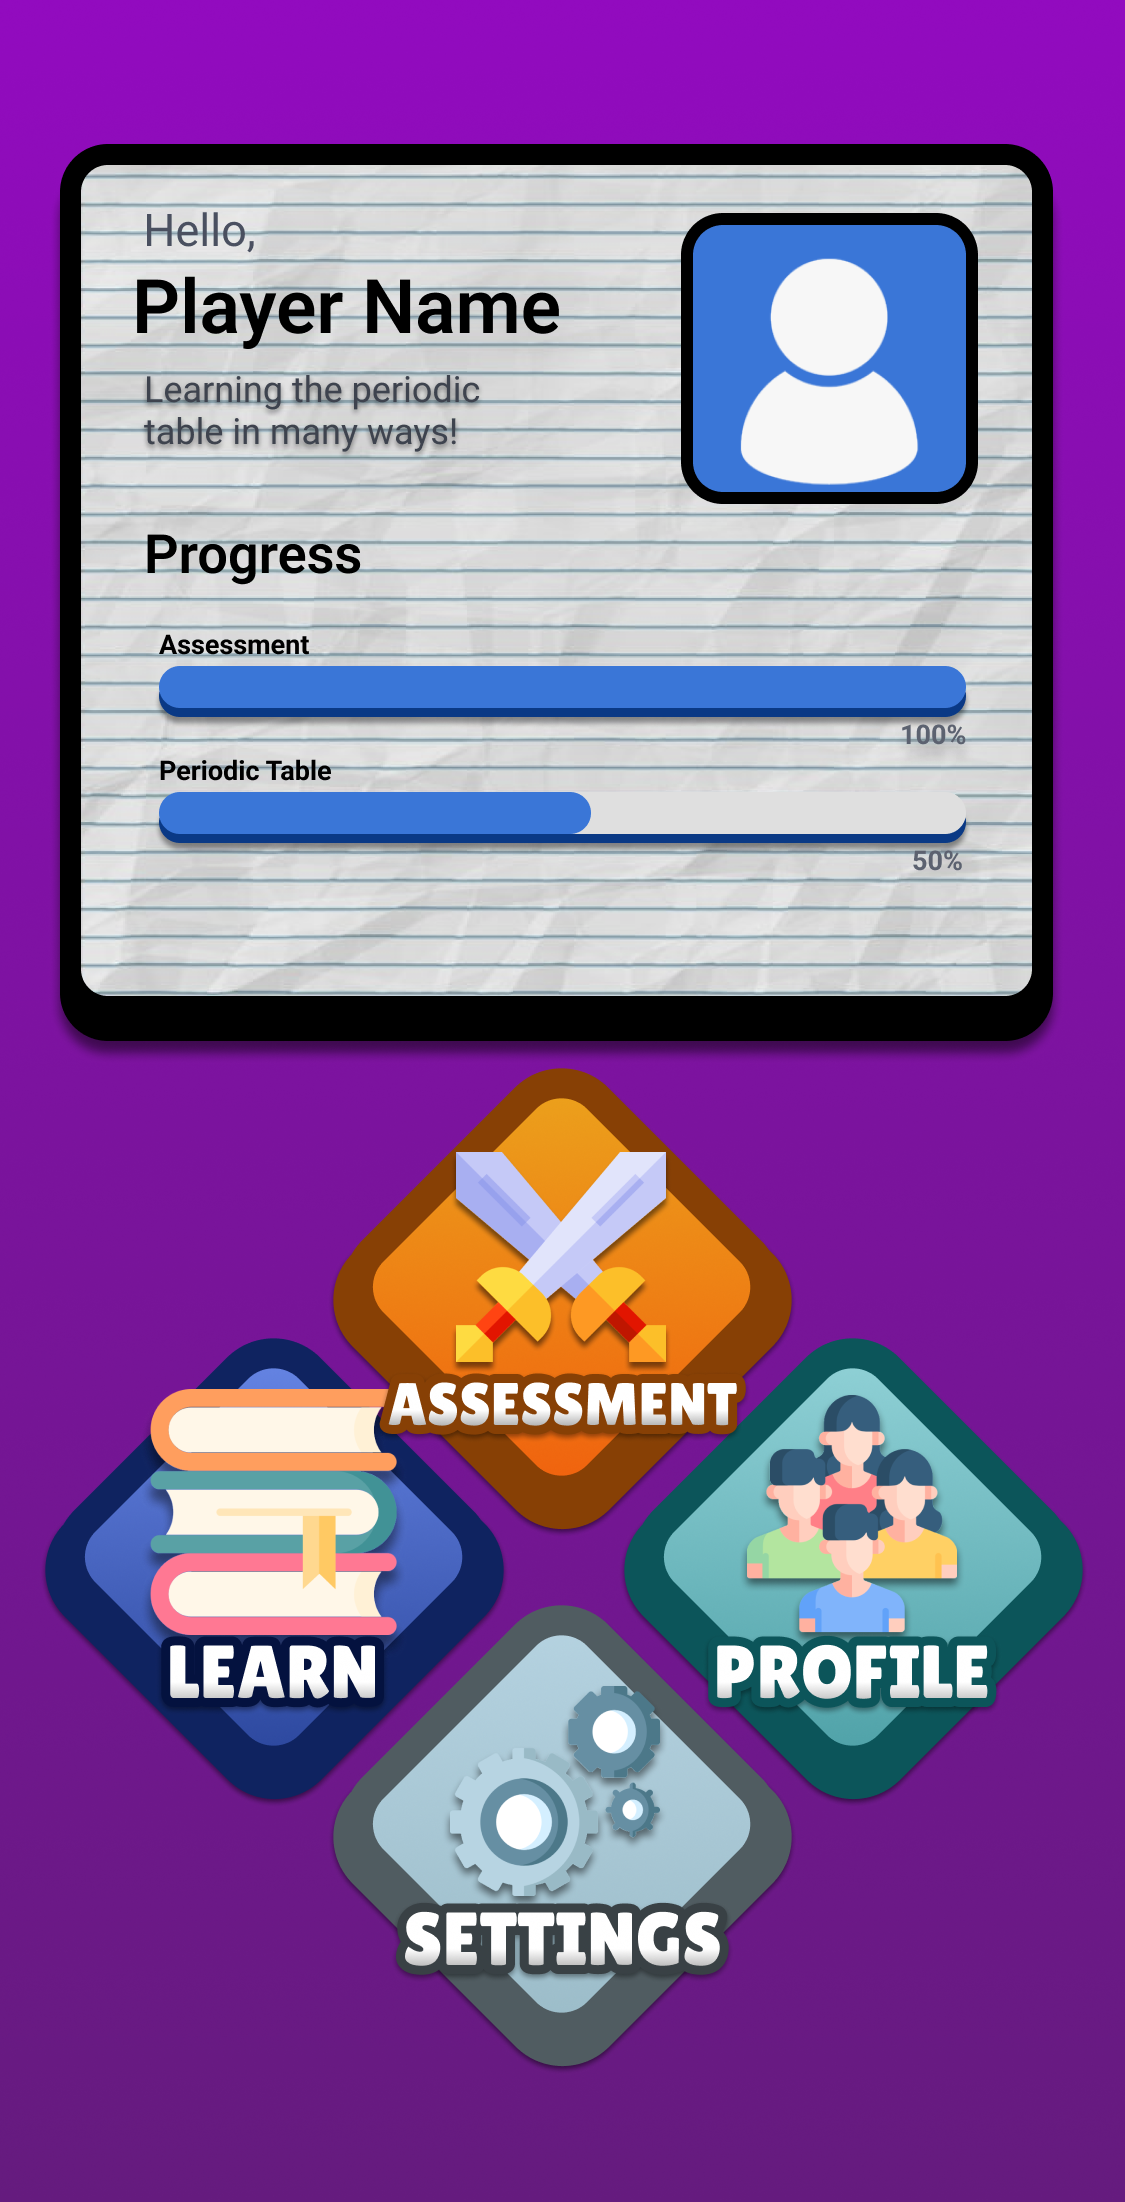 Hello,
Player Name
Learning the periodic
table in many ways!
Progress
Assessment
100%
Periodic Table
50%
ASSESSMENT
LEARN
PROFILE
SETTINGS